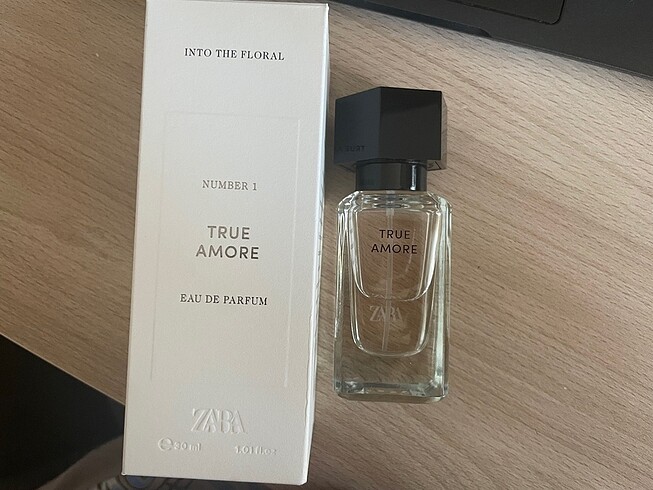 INTO THE FLORAL
NUMBER 1
TRUE
AMORE
EAU DE PARFUM
ZARA
℮ 30 ml 1.01 fl.oz
TRUE
AMORE
ZARA